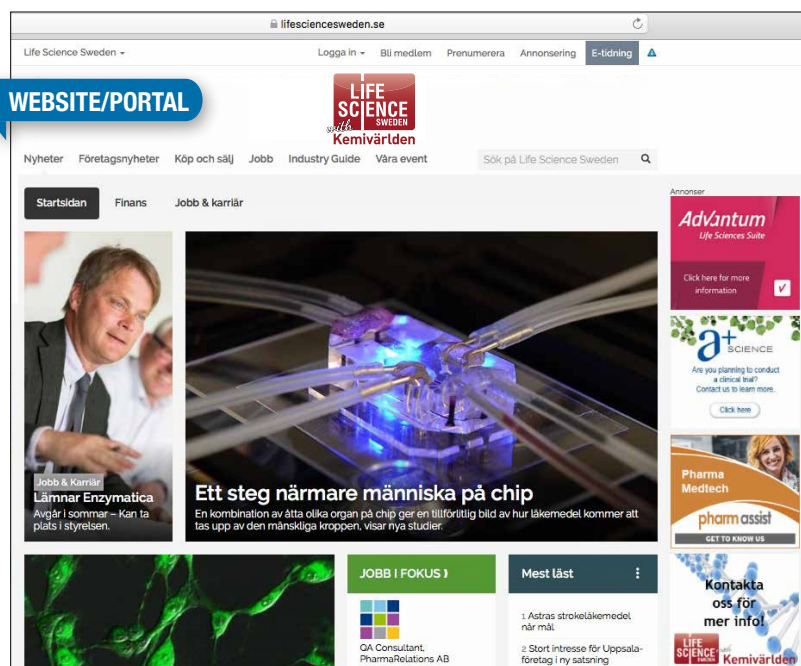 lifesciencesweden.se
Life Science Sweden
Logga in
Bli medlem
Prenumerera
Annonsering
E-tidning
WEBSITE/PORTAL
LIFE
SCIENCE
SWEDEN
with
Kemivärlden
Nyheter
Företagsnyheter
Köp och sälj
Jobb
Industry Guide
Våra event
Sök på Life Science Sweden
Startsidan
Finans
Jobb & karriär
Jobb & Karriär
Lämnar Enzymatica
Avgår i sommar – Kan ta
plats i styrelsen.
Ett steg närmare människa på chip
En kombination av åtta olika organ på chip ger en tillförlitlig bild av hur läkemedel kommer att
tas upp av den mänskliga kroppen, visar nya studier.
JOBB I FOKUS
QA Consultant,
PharmaRelations AB
Mest läst
1 Astras strokeläkemedel
når mål
2 Stort intresse för Uppsala-
företag i ny satsning
Annonser
Advantum
Life Sciences Suite
Click here for more
information
a+
SCIENCE
Are you planning to conduct
a clinical trial?
Contact us to learn more.
Click here
Pharma
Medtech
pharm assist
GET TO KNOW US
Kontakta
oss för
mer info!
LIFE
SCIENCE
Kemivärlden